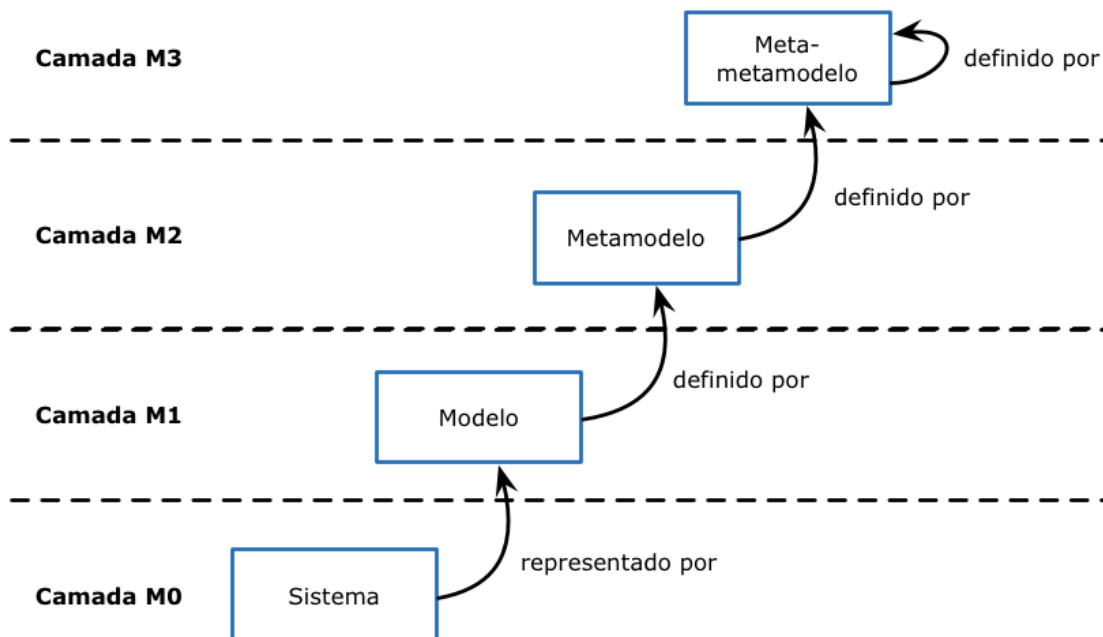 Camada M3
Meta-
metamodelo
definido por
definido por
Camada M2
Metamodelo
definido por
Camada M1
Modelo
representado por
Camada M0
Sistema